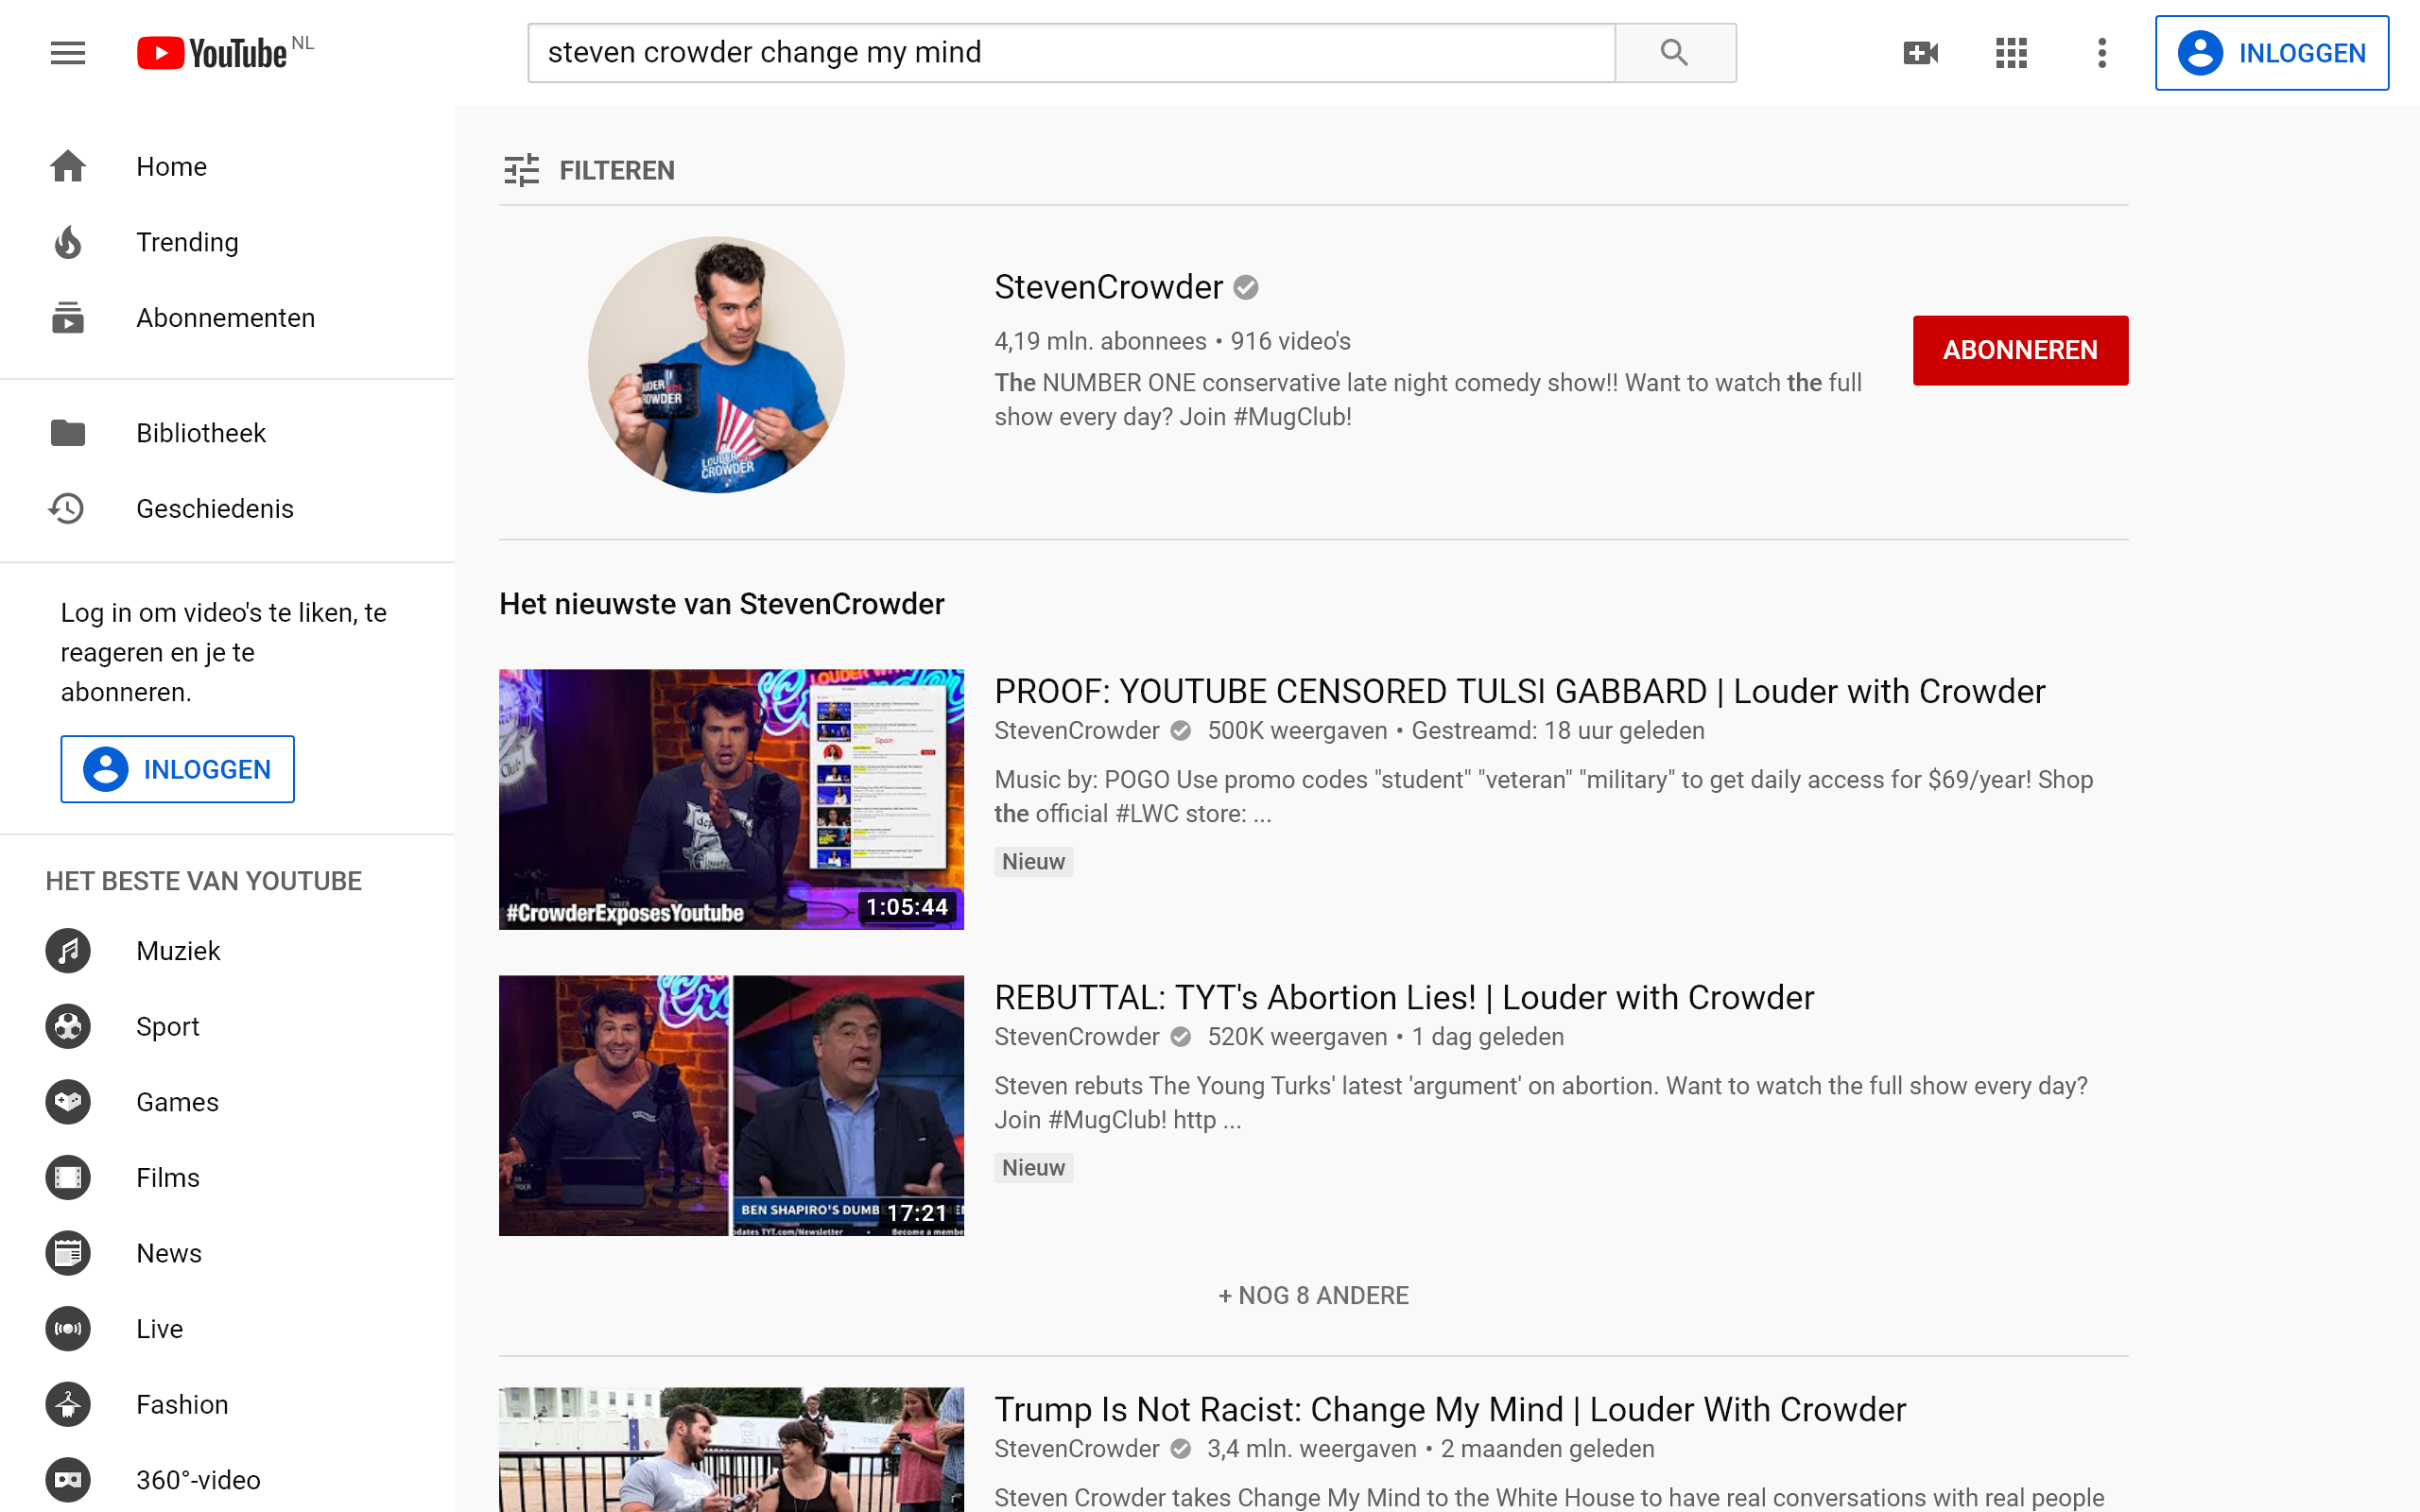 YouTube NL
steven crowder change my mind
INLOGGEN
Home
Trending
Abonnementen
Bibliotheek
Geschiedenis
Log in om video's te liken, te
reageren en je te
abonneren.
INLOGGEN
HET BESTE VAN YOUTUBE
Muziek
Sport
Games
Films
News
Live
Fashion
360°-video
FILTEREN
StevenCrowder
4,19 mln. abonnees • 916 video's
The NUMBER ONE conservative late night comedy show!! Want to watch the full
show every day? Join #MugClub!
ABONNEREN
LOUDER
CROWDER
Het nieuwste van StevenCrowder
#CrowderExposesYoutube
1:05:44
PROOF: YOUTUBE CENSORED TULSI GABBARD | Louder with Crowder
StevenCrowder 500K weergaven • Gestreamd: 18 uur geleden
Music by: POGO Use promo codes "student" "veteran" "military" to get daily access for $69/year! Shop
the official #LWC store: ...
Nieuw
BEN SHAPIRO'S DUMB
17:21
REBUTTAL: TYT's Abortion Lies! | Louder with Crowder
StevenCrowder 520K weergaven • 1 dag geleden
Steven rebuts The Young Turks' latest 'argument' on abortion. Want to watch the full show every day?
Join #MugClub! http ...
Nieuw
+ NOG 8 ANDERE
Trump Is Not Racist: Change My Mind | Louder With Crowder
StevenCrowder 3,4 mln. weergaven • 2 maanden geleden
Steven Crowder takes Change My Mind to the White House to have real conversations with real people